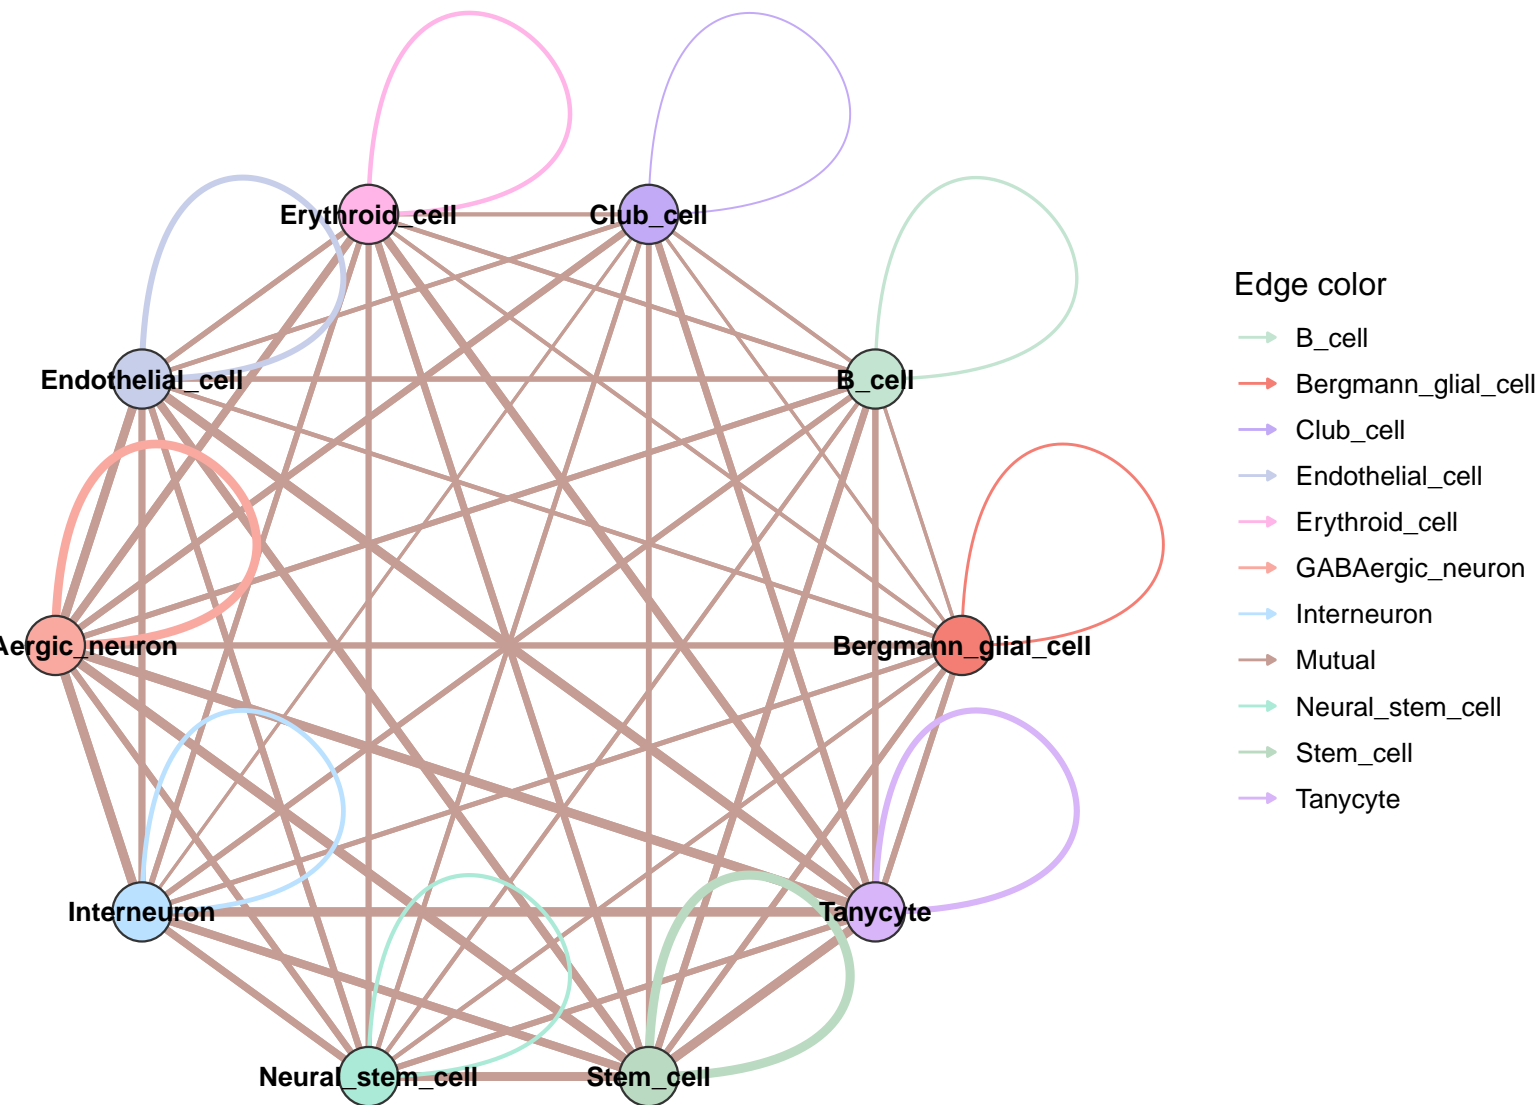 Erythroid_cell
Club_cell
Endothelial_cell
B_cell
Aergic_neuron
Bergmann_glial_cell
Interneuron
Tanycyte
Neural_stem_cell
Stem_cell
Edge color
B_cell
Bergmann_glial_cell
Club_cell
Endothelial_cell
Erythroid_cell
GABAergic_neuron
Interneuron
Mutual
Neural_stem_cell
Stem_cell
Tanycyte